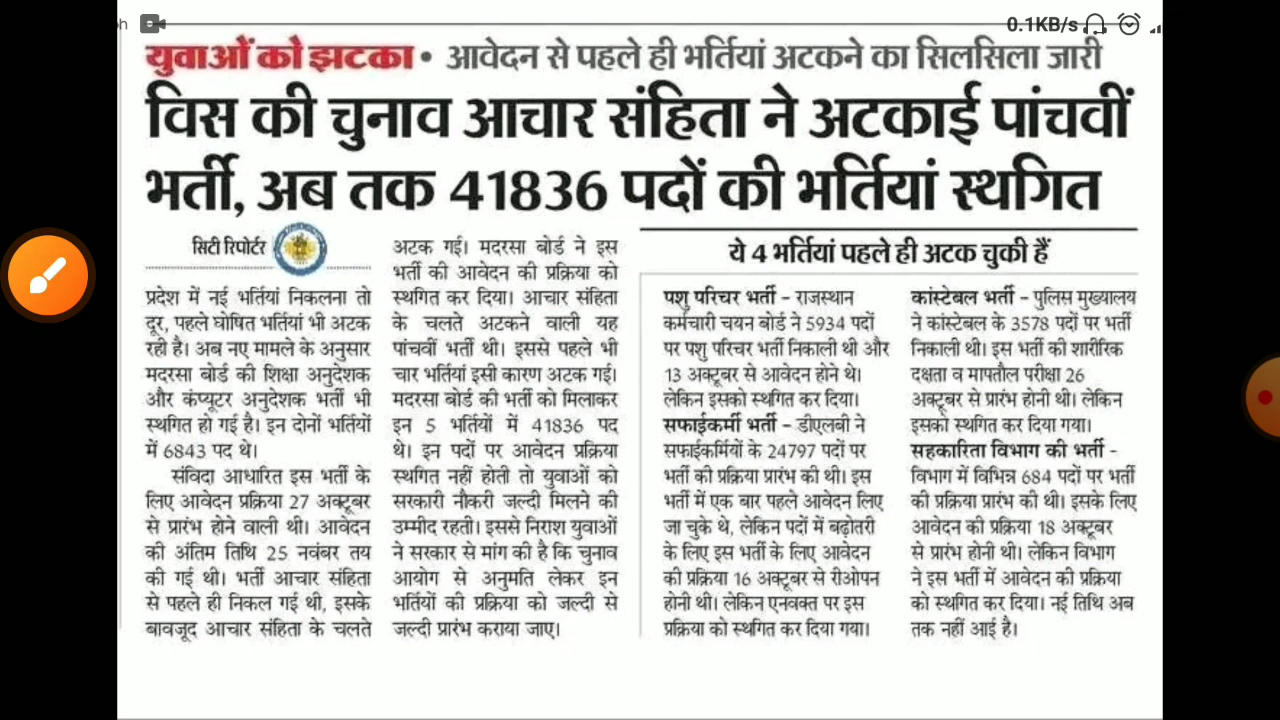 0.1KB/s
युवाओं को झटका • आवेदन से पहले ही भर्तियां अटकने का सिलसिला जारी
विस की चुनाव आचार संहिता ने अटकाई पांचवीं
भर्ती, अब तक 41836 पदों की भर्तियां स्थगित
सिटी रिपोर्टर
प्रदेश में नई भर्तियां निकलना तो
दूर, पहले घोषित भर्तियां भी अटक
रही है। अब नए मामले के अनुसार
मदरसा बोर्ड की शिक्षा अनुदेशक
और कंप्यूटर अनुदेशक भर्ती भी
स्थगित हो गई है। इन दोनों भर्तियों
में 6843 पद थे।
संविदा आधारित इस भर्ती के
लिए आवेदन प्रक्रिया 27 अक्टूबर
से प्रारंभ होने वाली थी। आवेदन
की अंतिम तिथि 25 नवंबर तय
की गई थी। भर्ती आचार संहिता
से पहले ही निकल गई थी, इसके
बावजूद आचार संहिता के चलते
अटक गई। मदरसा बोर्ड ने इस
भर्ती की आवेदन की प्रक्रिया को
स्थगित कर दिया। आचार संहिता
के चलते अटकने वाली यह
पांचवीं भर्ती थी। इससे पहले भी
चार भर्तियां इसी कारण अटक गई।
मदरसा बोर्ड की भर्ती को मिलाकर
इन 5 भर्तियों में 41836 पद
थे। इन पदों पर आवेदन प्रक्रिया
स्थगित नहीं होती तो युवाओं को
सरकारी नौकरी जल्दी मिलने की
उम्मीद रहती। इससे निराश युवाओं
ने सरकार से मांग की है कि चुनाव
आयोग से अनुमति लेकर इन
भर्तियों की प्रक्रिया को जल्दी से
जल्दी प्रारंभ कराया जाए।
ये 4 भर्तियां पहले ही अटक चुकी हैं
पशु परिचर भर्ती – राजस्थान
कर्मचारी चयन बोर्ड ने 5934 पदों
पर पशु परिचर भर्ती निकाली थी और
13 अक्टूबर से आवेदन होने थे।
लेकिन इसको स्थगित कर दिया।
सफाईकर्मी भर्ती – डीएलबी ने
सफाईकर्मियों के 24797 पदों पर
भर्ती की प्रक्रिया प्रारंभ की थी। इस
भर्ती में एक बार पहले आवेदन लिए
जा चुके थे, लेकिन पदों में बढ़ोतरी
के लिए इस भर्ती के लिए आवेदन
की प्रक्रिया 16 अक्टूबर से रीओपन
होनी थी। लेकिन एनवक्त पर इस
प्रक्रिया को स्थगित कर दिया गया।
कांस्टेबल भर्ती – पुलिस मुख्यालय
ने कांस्टेबल के 3578 पदों पर भर्ती
निकाली थी। इस भर्ती की शारीरिक
दक्षता व मापतौल परीक्षा 26
अक्टूबर से प्रारंभ होनी थी। लेकिन
इसको स्थगित कर दिया गया।
सहकारिता विभाग की भर्ती –
विभाग में विभिन्न 684 पदों पर भर्ती
की प्रक्रिया प्रारंभ की थी। इसके लिए
आवेदन की प्रक्रिया 18 अक्टूबर
से प्रारंभ होनी थी। लेकिन विभाग
ने इस भर्ती में आवेदन की प्रक्रिया
को स्थगित कर दिया। नई तिथि अब
तक नहीं आई है।